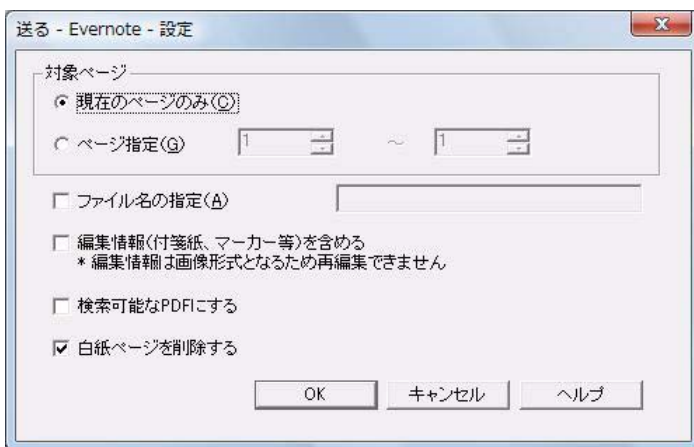 送る - Evernote - 設定
対象ページ
現在のページのみ(C)
ページ指定(G) 1 ～ 1
ファイル名の指定(A)
編集情報(付箋紙、マーカー等)を含める
* 編集情報は画像形式となるため再編集できません
検索可能なPDFにする
白紙ページを削除する
OK キャンセル ヘルプ